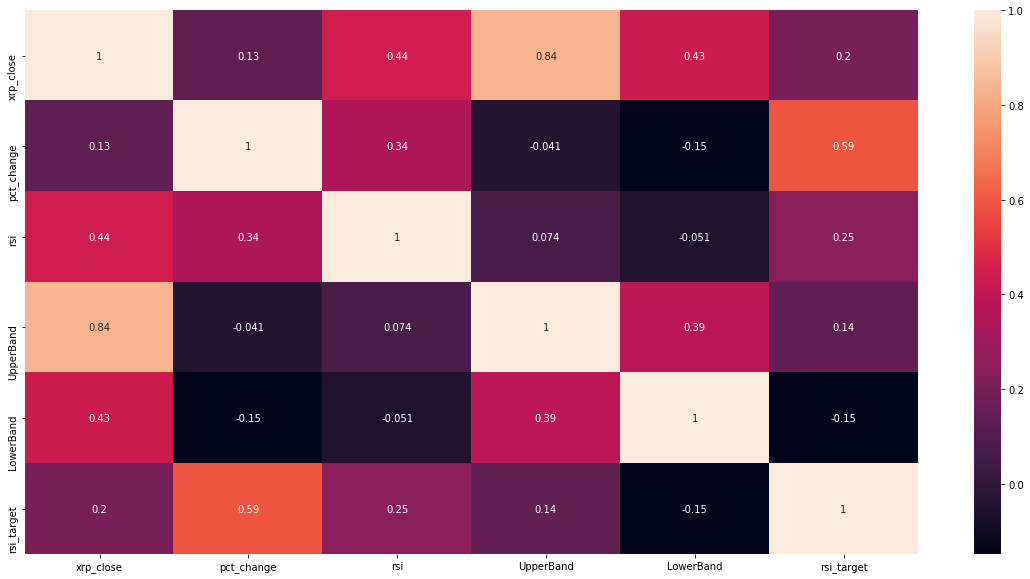 xrp_close 1 0.13 0.44 0.84 0.43 0.2
pct_change 0.13 1 0.34 -0.041 -0.15 0.59
rsi 0.44 0.34 1 0.074 -0.051 0.25
UpperBand 0.84 -0.041 0.074 1 0.39 0.14
LowerBand 0.43 -0.15 -0.051 0.39 1 -0.15
rsi_target 0.2 0.59 0.25 0.14 -0.15 1
xrp_close pct_change rsi UpperBand LowerBand rsi_target
1.0
0.8
0.6
0.4
0.2
0.0